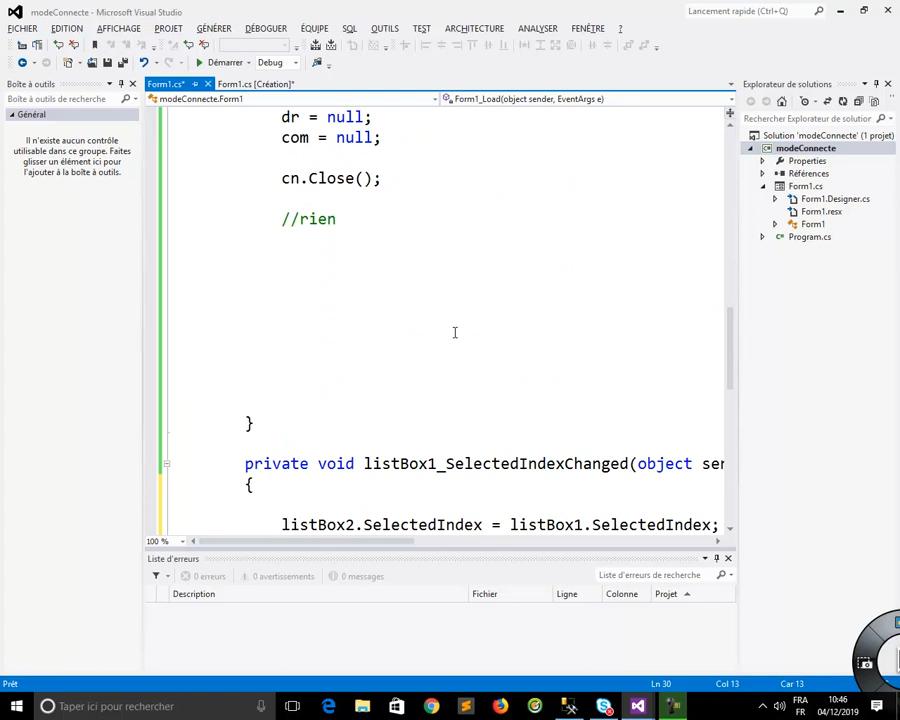 modeConnecte - Microsoft Visual Studio
Lancement rapide (Ctrl+Q)
FICHIER EDITION AFFICHAGE PROJET GÉNÉRER DÉBOGUER ÉQUIPE SQL OUTILS TEST ARCHITECTURE ANALYSER FENÊTRE ?
Démarrer Debug
Boîte à outils
Form1.cs* Form1.cs [Création]*
Explorateur de solutions
Boîte à outils de recherche
modeConnecte.Form1 Form1_Load(object sender, EventArgs e)
Général
Il n'existe aucun contrôle
utilisable dans ce groupe. Faites
glisser un élément ici pour
l'ajouter à la boîte à outils.
dr = null;
com = null;
cn.Close();
//rien
}
private void listBox1_SelectedIndexChanged(object ser
{
listBox2.SelectedIndex = listBox1.SelectedIndex;
100 %
Rechercher Explorateur de solution
Solution 'modeConnecte' (1 projet)
modeConnecte
Properties
Références
Form1.cs
Form1.Designer.cs
Form1.resx
Form1
Program.cs
Liste d'erreurs
0 erreurs 0 avertissements 0 messages
Liste d'erreurs de recherche
Description Fichier Ligne Colonne Projet
Prêt Ln 30 Col 13 Car 13
Taper ici pour rechercher
FRA
FR
10:46
04/12/2019